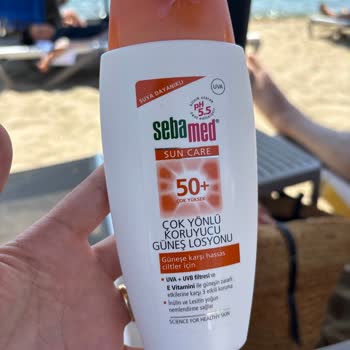 SUYA DAYANIKLI
UVA
pH
5.5
sebamed®
SUN CARE
50+
ÇOK YÜKSEK
ÇOK YÖNLÜ
KORUYUCU
GÜNEŞ LOSYONU
Güneşe karşı hassas
ciltler için
• UVA + UVB filtresi ve
E Vitamini ile güneşin zararlı
etkilerine karşı 3 etkili koruma
• İnülin ve Lesitin yoğun
nemlendirme sağlar
SCIENCE FOR HEALTHY SKIN